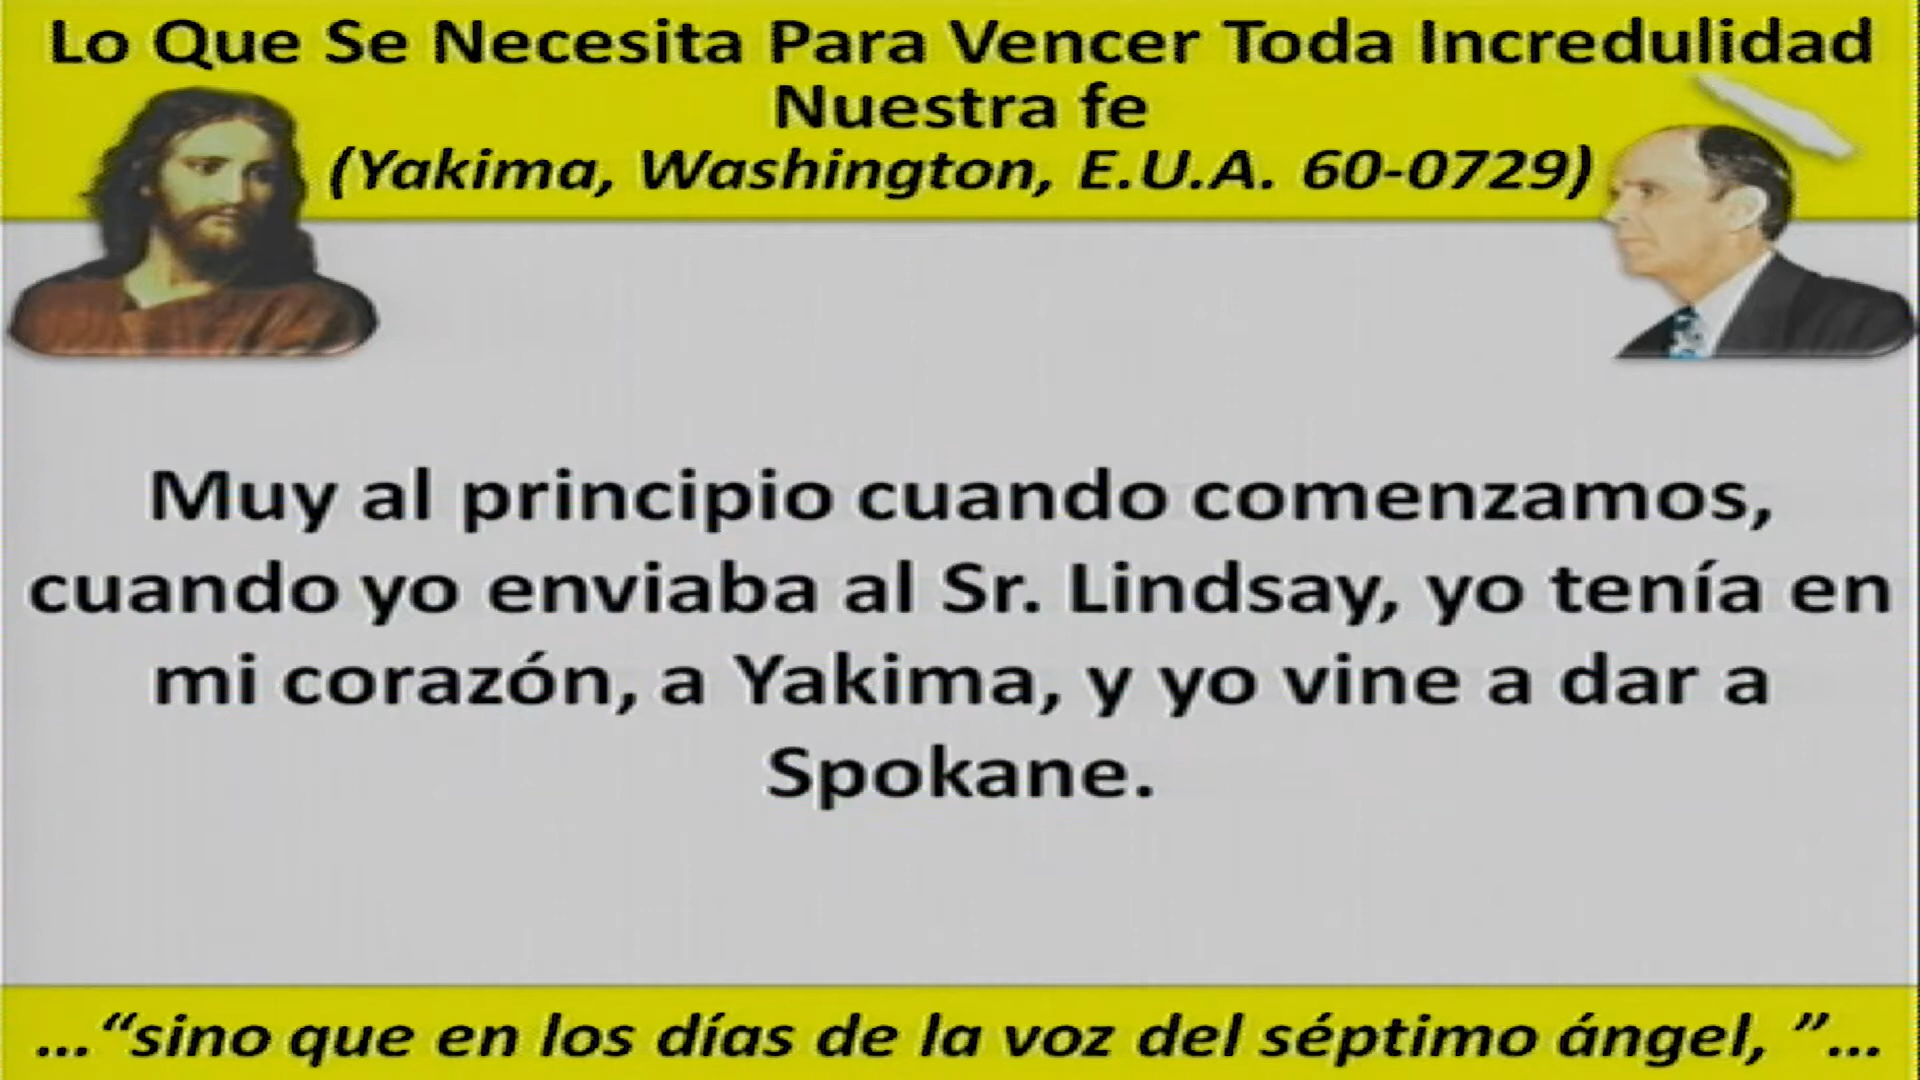 Lo Que Se Necesita Para Vencer Toda Incredulidad
Nuestra fe
(Yakima, Washington, E.U.A. 60-0729)
Muy al principio cuando comenzamos,
cuando yo enviaba al Sr. Lindsay, yo tenía en
mi corazón, a Yakima, y yo vine a dar a
Spokane.
...“sino que en los días de la voz del séptimo ángel, ”...